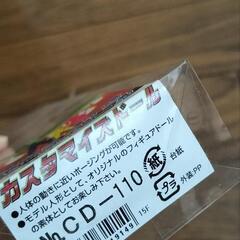 カスタマイズドール
●人体の動きに近いポージングが可能です。
●モデル人形として、オリジナルのフィギュアドール
の素体としてお楽しみ下さい。
No.CD-110
紙
台紙
プラ
外装:PP
15F
9149